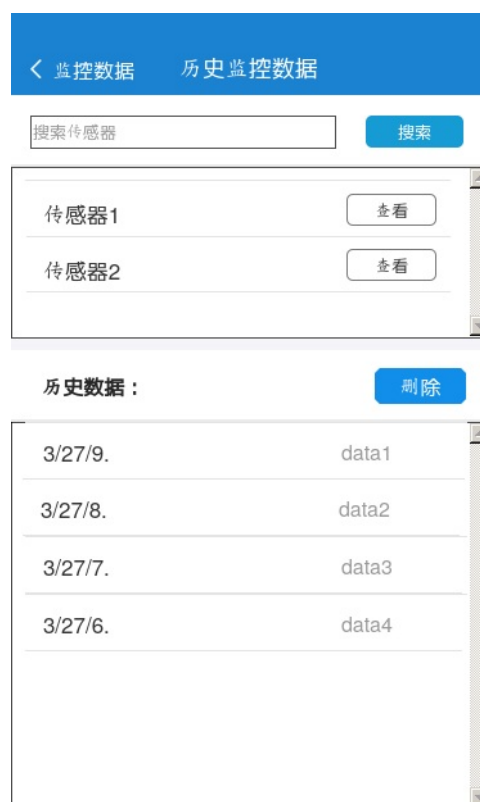 监控数据 历史监控数据
搜索传感器 搜索
传感器1 查看
传感器2 查看
历史数据： 删除
3/27/9. data1
3/27/8. data2
3/27/7. data3
3/27/6. data4